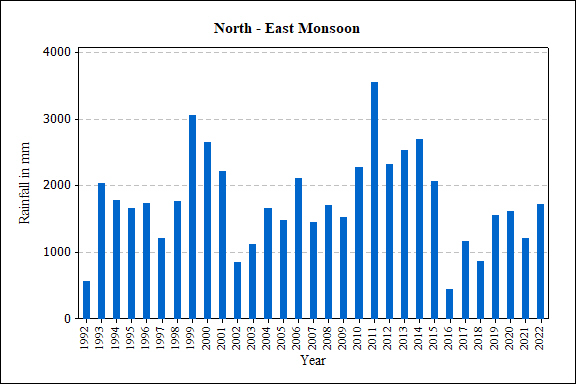 North - East Monsoon
4000
3000
2000
1000
0
Rainfall in mm
1992 1993 1994 1995 1996 1997 1998 1999 2000 2001 2002 2003 2004 2005 2006 2007 2008 2009 2010 2011 2012 2013 2014 2015 2016 2017 2018 2019 2020 2021 2022
Year